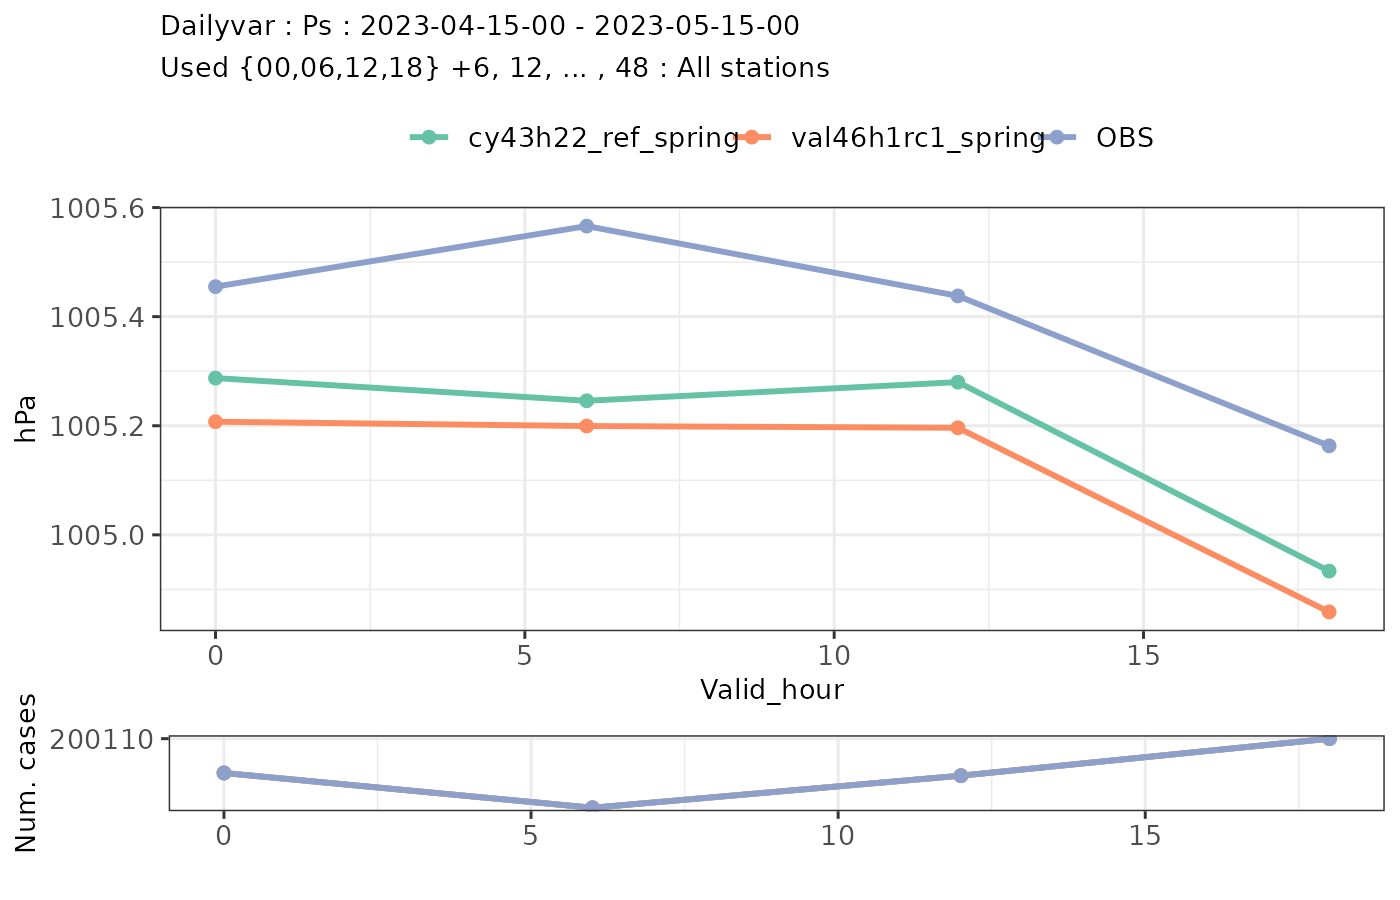 Dailyvar : Ps : 2023-04-15-00 - 2023-05-15-00
Used {00,06,12,18} +6, 12, ... , 48 : All stations
cy43h22_ref_spring val46h1rc1_spring OBS
1005.6
1005.4
1005.2
1005.0
hPa
0 5 10 15
Valid_hour
200110
Num. cases
0 5 10 15